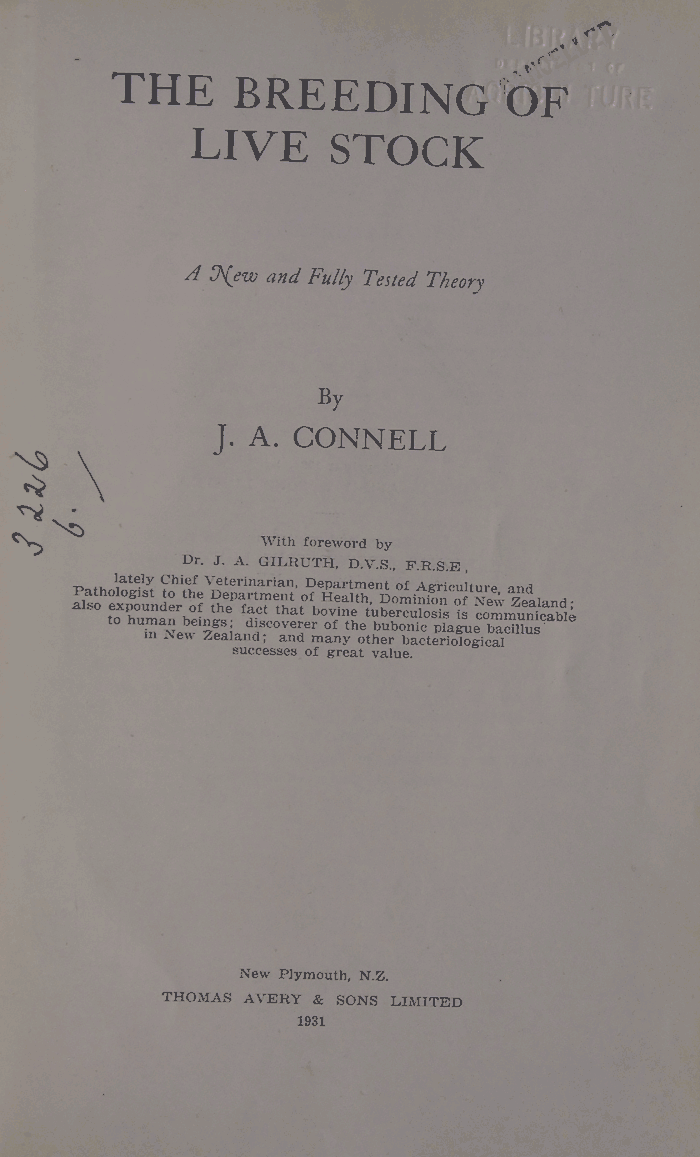 LIBRARY
CANCELLED
THE BREEDING OF
LIVE STOCK
A New and Fully Tested Theory
By
J. A. CONNELL
3226
6.
With foreword by
Dr. J. A. GILRUTH, D.V.S., F.R.S.E.,
lately Chief Veterinarian, Department of Agriculture, and
Pathologist to the Department of Health, Dominion of New Zealand;
also expounder of the fact that bovine tuberculosis is communicable
to human beings; discoverer of the bubonic plague bacillus
in New Zealand; and many other bacteriological
successes of great value.
New Plymouth, N.Z.
THOMAS AVERY & SONS LIMITED
1931